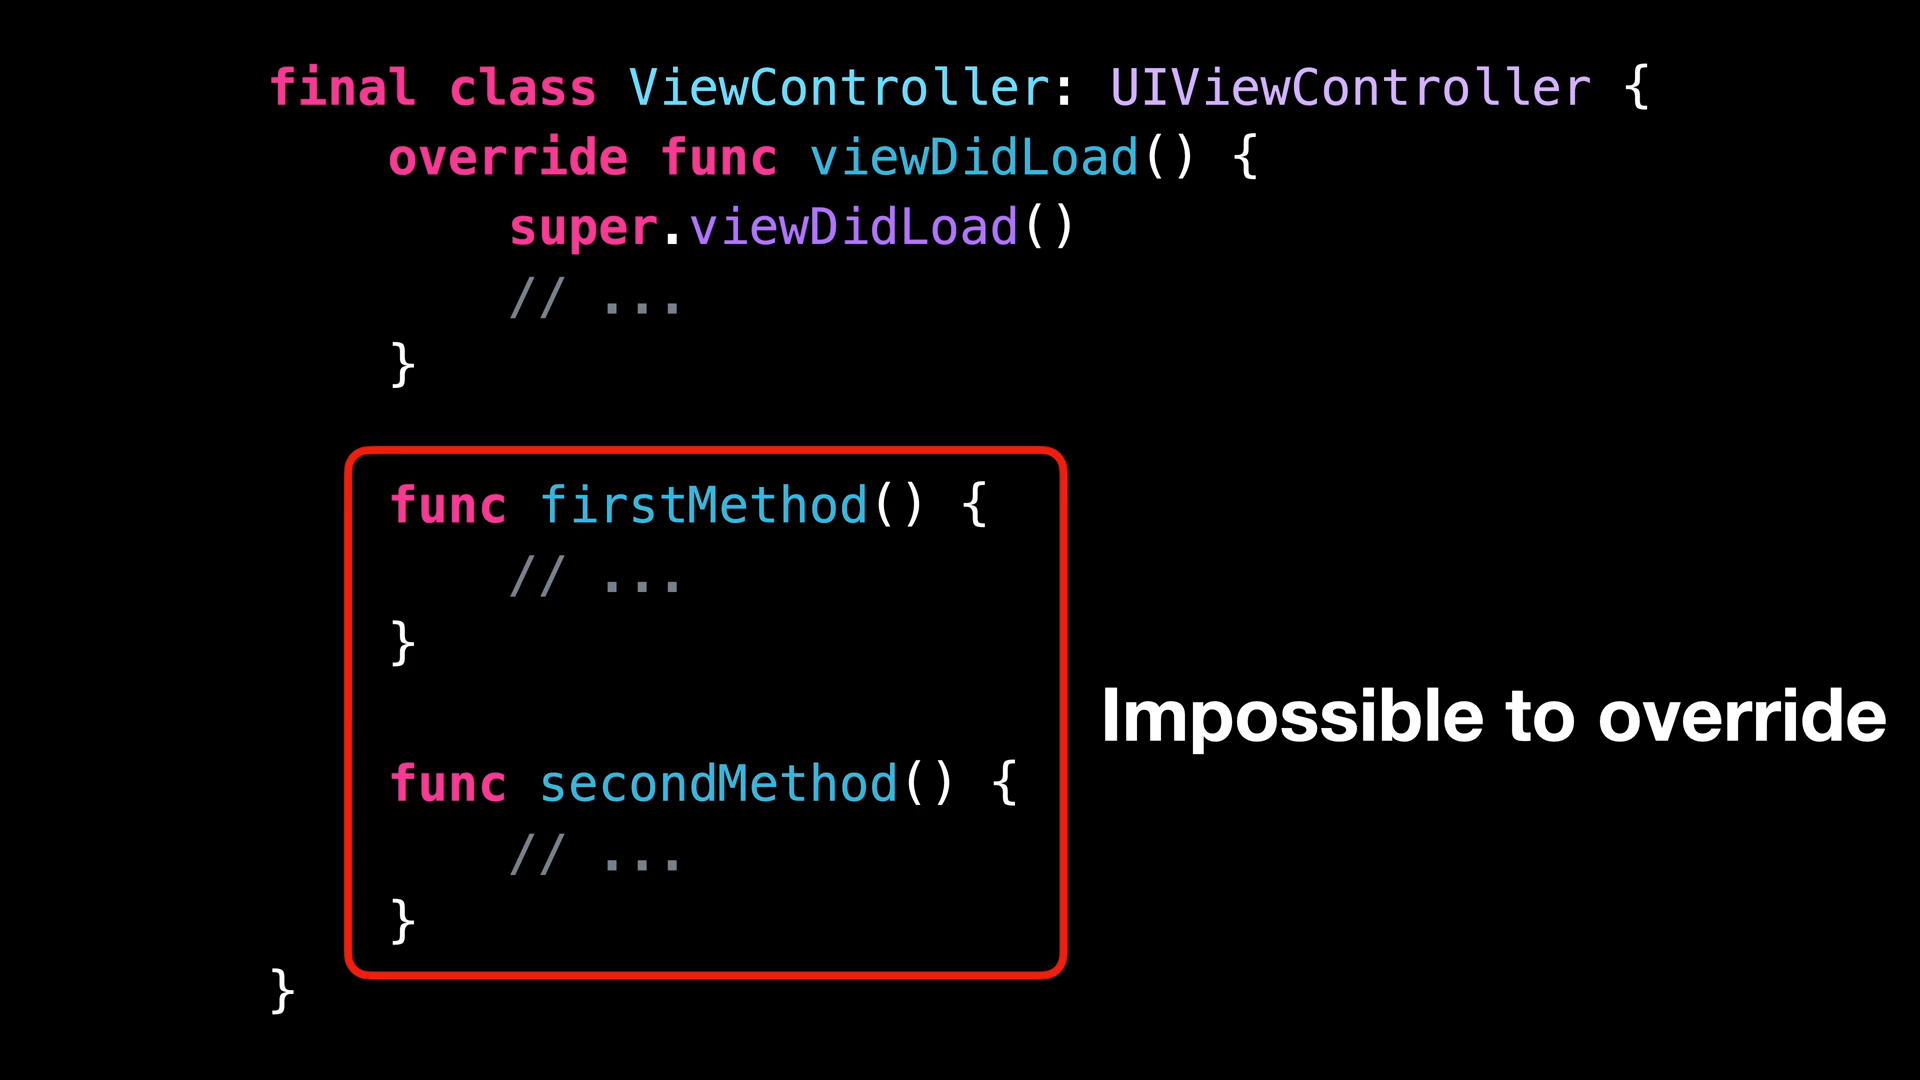 final class ViewController: UIViewController {
override func viewDidLoad() {
super.viewDidLoad()
// ...
}
func firstMethod() {
// ...
}
func secondMethod() {
// ...
}
}
Impossible to override